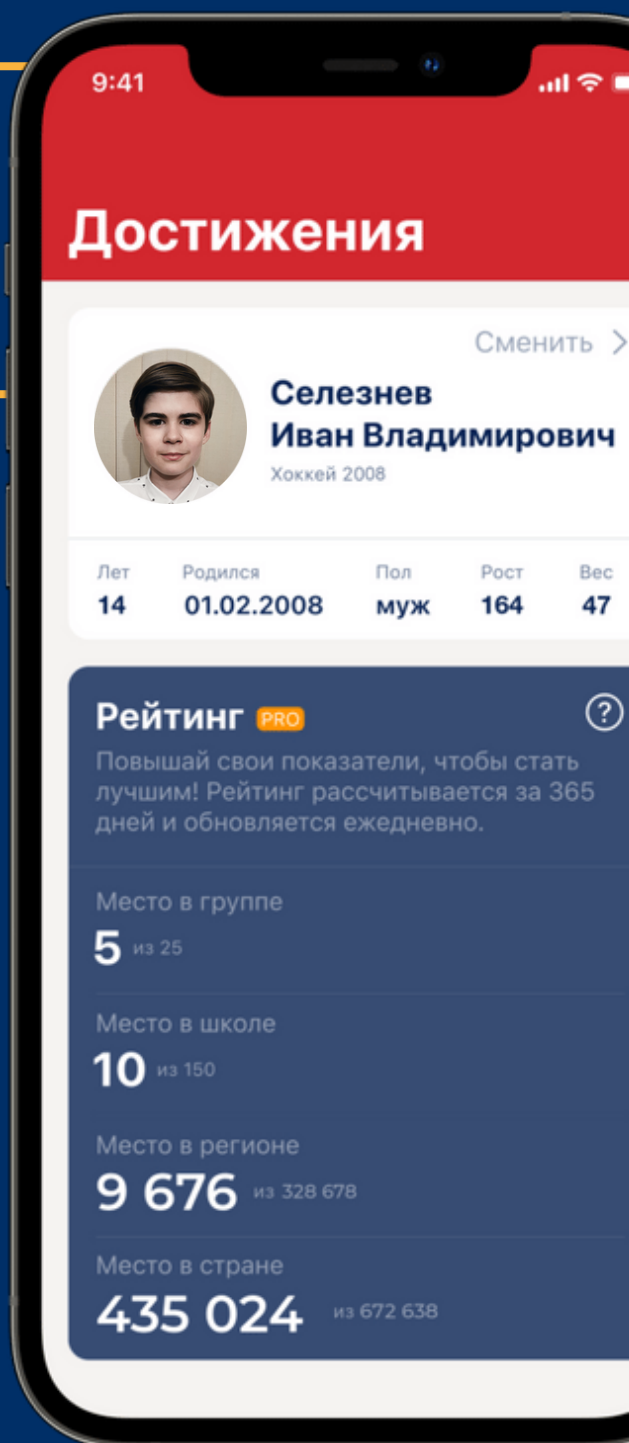 9:41
Достижения
Сменить >
Селезнев
Иван Владимирович
Хоккей 2008
Лет Родился Пол Рост Вес
14 01.02.2008 муж 164 47
Рейтинг PRO ?
Повышай свои показатели, чтобы стать
лучшим! Рейтинг рассчитывается за 365
дней и обновляется ежедневно.
Место в группе
5 из 25
Место в школе
10 из 150
Место в регионе
9 676 из 328 678
Место в стране
435 024 из 672 638